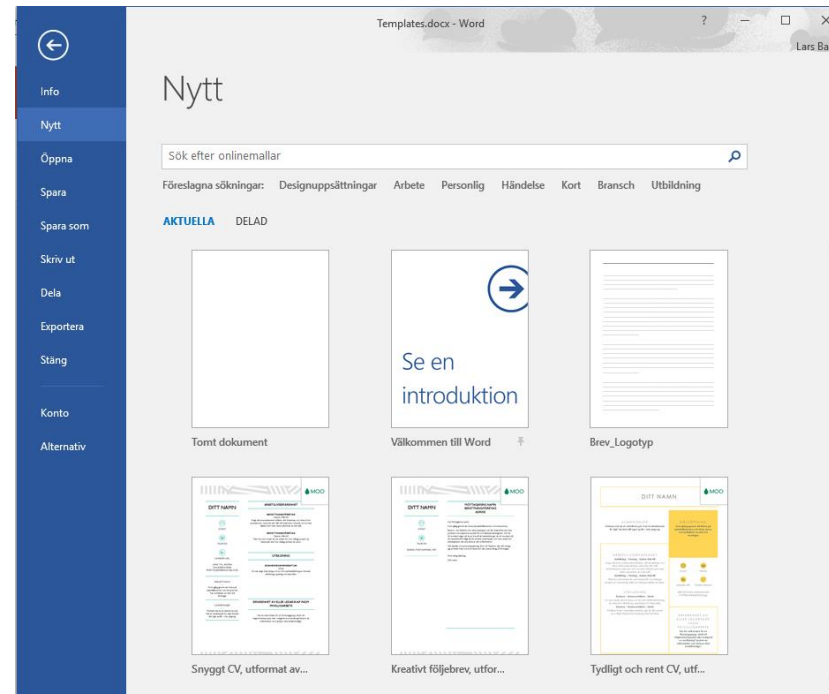 Templates.docx - Word
?
Lars Ba
Info
Nytt
Öppna
Spara
Spara som
Skriv ut
Dela
Exportera
Stäng
Konto
Alternativ
Nytt
Sök efter onlinemallar
Föreslagna sökningar: Designuppsättningar Arbete Personlig Händelse Kort Bransch Utbildning
AKTUELLA DELAD
Se en
introduktion
Tomt dokument Välkommen till Word Brev_Logotyp
MOO
DITT NAMN
MOO
DITT NAMN
MOO
DITT NAMN
Snyggt CV, utformat av... Kreativt följebrev, utfor... Tydligt och rent CV, utf...